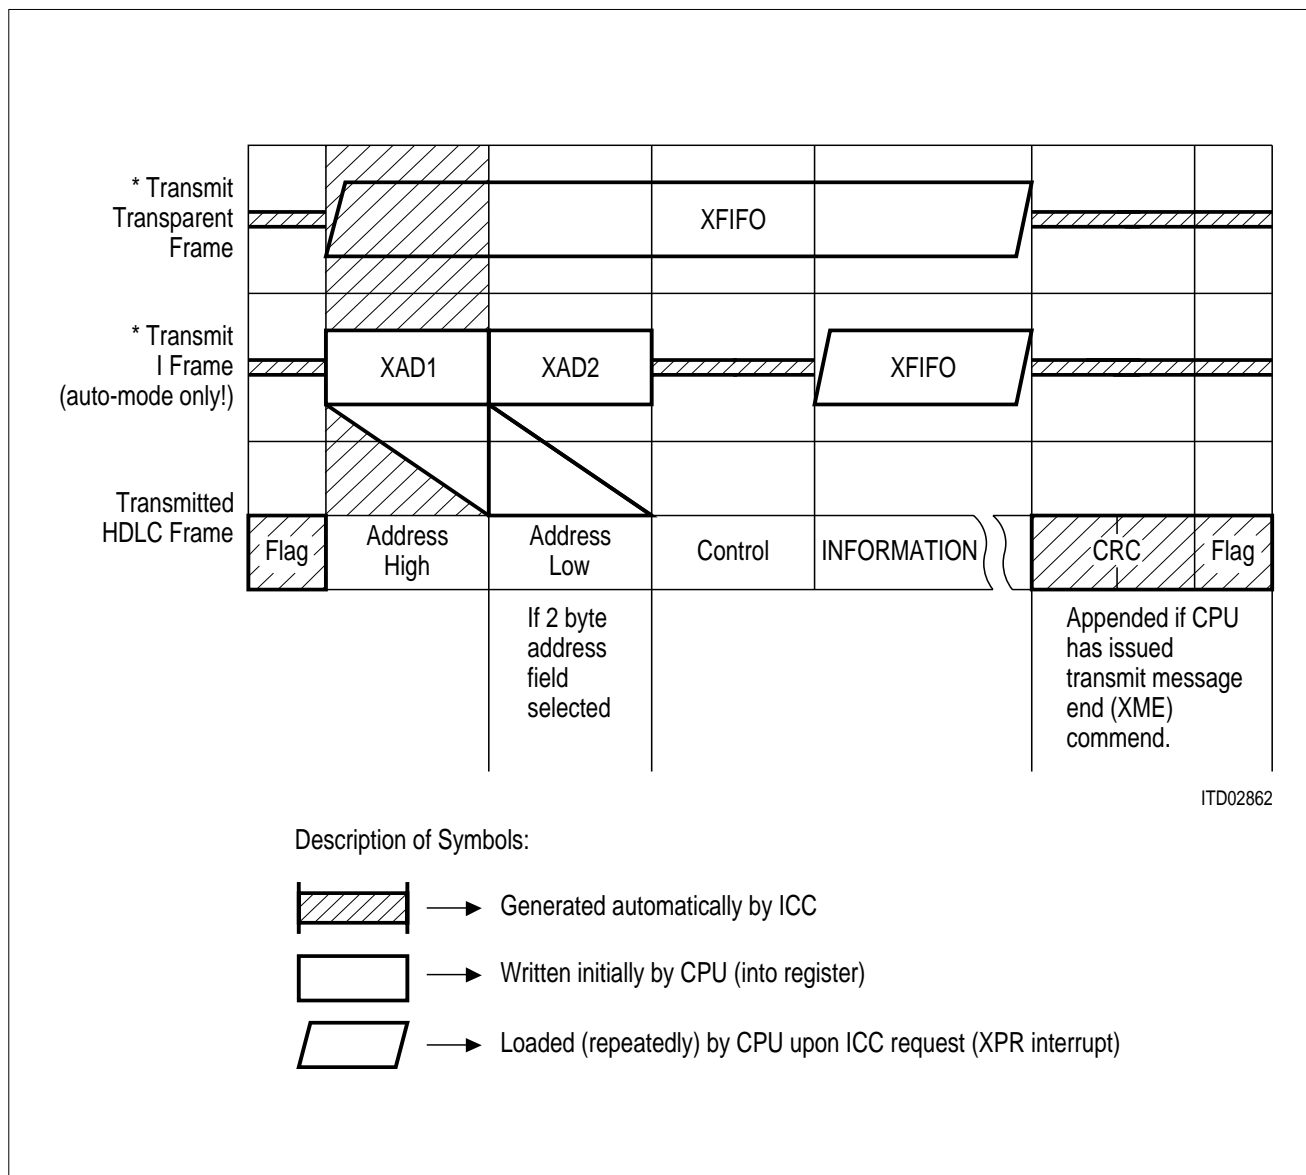 * Transmit
Transparent
Frame
XFIFO
* Transmit
I Frame
(auto-mode only!)
XAD1
XAD2
XFIFO
Transmitted
HDLC Frame
Flag
Address
High
Address
Low
Control
INFORMATION
CRC
Flag
If 2 byte
address
field
selected
Appended if CPU
has issued
transmit message
end (XME)
commend.
ITD02862
Description of Symbols:
Generated automatically by ICC
Written initially by CPU (into register)
Loaded (repeatedly) by CPU upon ICC request (XPR interrupt)